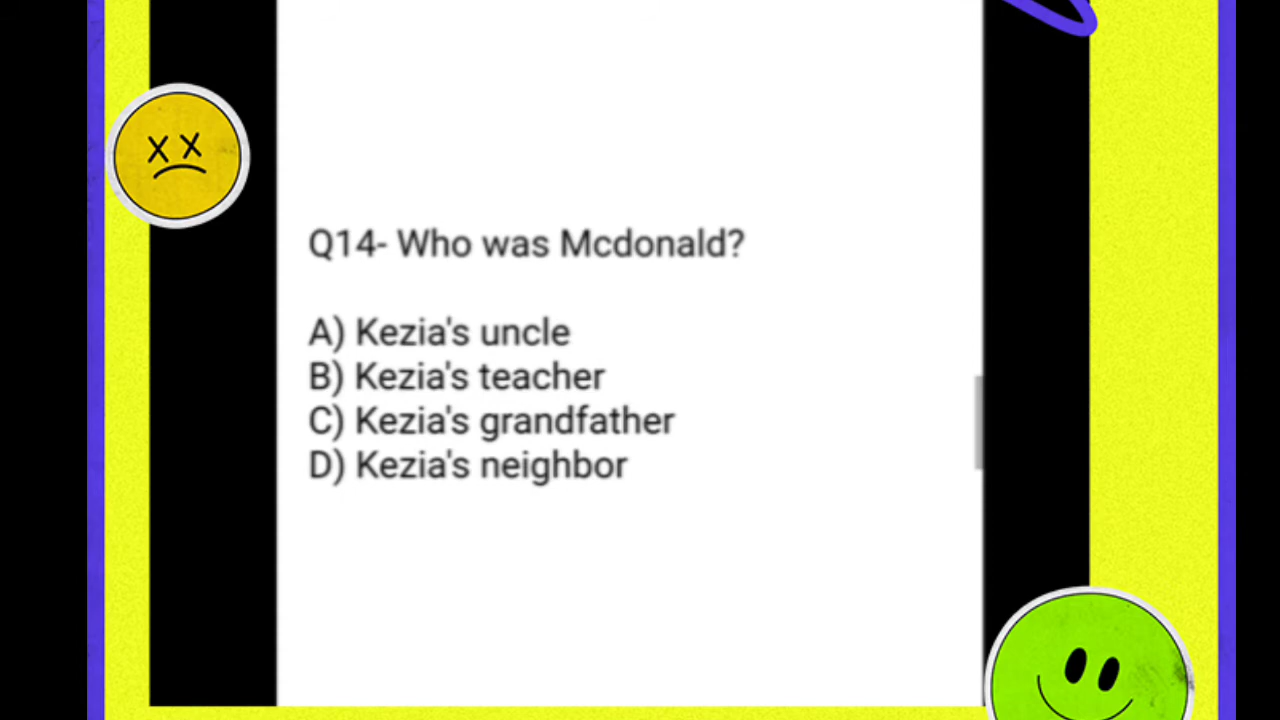 Q14- Who was Mcdonald?
A) Kezia's uncle
B) Kezia's teacher
C) Kezia's grandfather
D) Kezia's neighbor